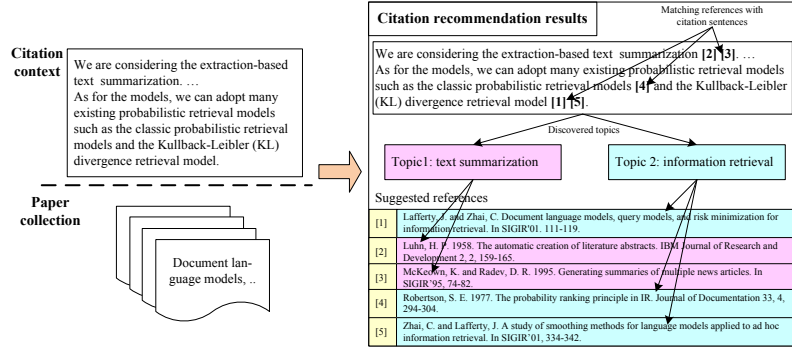 Citation context
We are considering the extraction-based
text summarization. …
As for the models, we can adopt many
existing probabilistic retrieval models
such as the classic probabilistic retrieval
models and the Kullback-Leibler (KL)
divergence retrieval model.
Paper collection
Document lan-
guage models, ..
Citation recommendation results
Matching references with
citation sentences
We are considering the extraction-based text summarization [2] [3]. …
As for the models, we can adopt many existing probabilistic retrieval models
such as the classic probabilistic retrieval models [4] and the Kullback-Leibler
(KL) divergence retrieval model [1] [5].
Discovered topics
Topic1: text summarization
Topic 2: information retrieval
Suggested references
[1] Lafferty, J. and Zhai, C. Document language models, query models, and risk minimization for
information retrieval. In SIGIR'01. 111-119.
[2] Luhn, H. P. 1958. The automatic creation of literature abstracts. IBM Journal of Research and
Development 2, 2, 159-165.
[3] McKeown, K. and Radev, D. R. 1995. Generating summaries of multiple news articles. In
SIGIR'95, 74-82.
[4] Robertson, S. E. 1977. The probability ranking principle in IR. Journal of Documentation 33, 4,
294-304.
[5] Zhai, C. and Lafferty, J. A study of smoothing methods for language models applied to ad hoc
information retrieval. In SIGIR'01, 334-342.